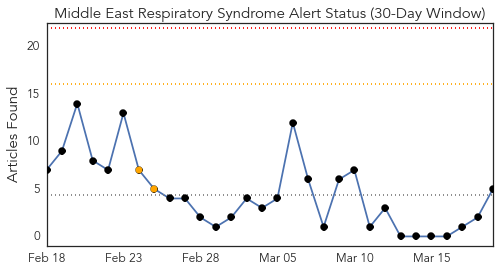 Middle East Respiratory Syndrome Alert Status (30-Day Window)
Articles Found
20
15
10
5
0
Feb 18
Feb 23
Feb 28
Mar 05
Mar 10
Mar 15